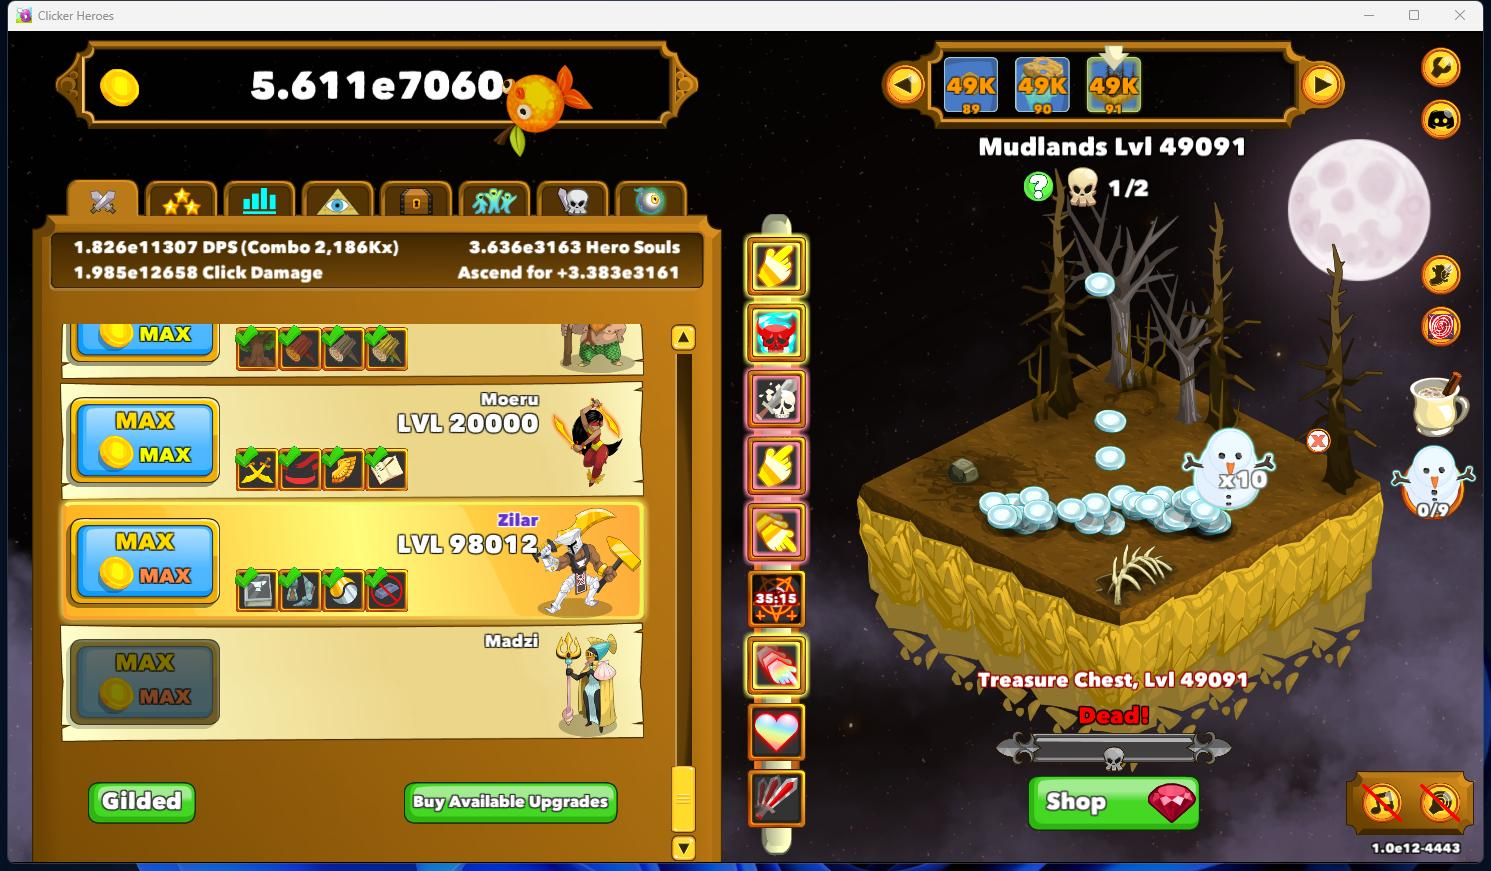 Clicker Heroes
5.611e7060
49K
89
49K
90
49K
91
Mudlands Lvl 49091
? 1/2
1.826e11307 DPS (Combo 2,186Kx)
3.636e3163 Hero Souls
1.985e12658 Click Damage
Ascend for +3.383e3161
MAX
Moeru
MAX
LVL 20000
MAX
Zilar
MAX
LVL 98012
MAX
Madzi
MAX
MAX
Gilded
Buy Available Upgrades
35:15
x10
0/9
Treasure Chest, Lvl 49091
Dead!
Shop
1.0e12-4443